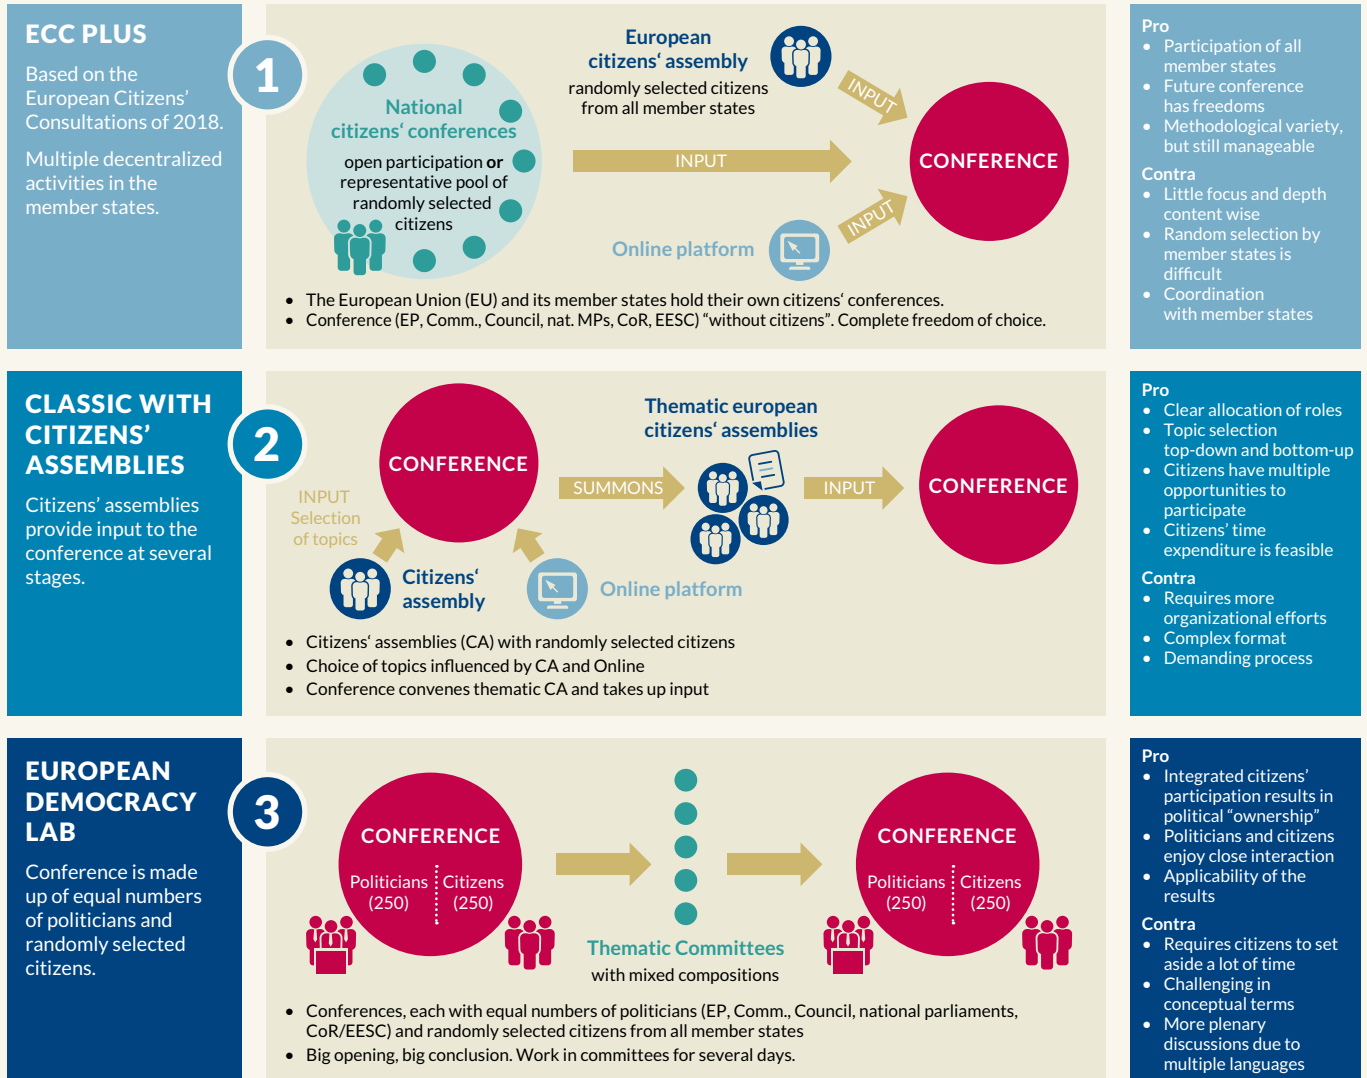 ECC PLUS
Based on the
European Citizens’
Consultations of 2018.
Multiple decentralized
activities in the
member states.
1
National
citizens‘ conferences
open participation or
representative pool of
randomly selected
citizens
European
citizens‘ assembly
randomly selected citizens
from all member states
INPUT
INPUT
INPUT
Online platform
CONFERENCE
• The European Union (EU) and its member states hold their own citizens‘ conferences.
• Conference (EP, Comm., Council, nat. MPs, CoR, EESC) “without citizens”. Complete freedom of choice.
Pro
• Participation of all
member states
• Future conference
has freedoms
• Methodological variety,
but still manageable
Contra
• Little focus and depth
content wise
• Random selection by
member states is
difficult
• Coordination
with member states
CLASSIC WITH
CITIZENS’
ASSEMBLIES
Citizens’ assemblies
provide input to the
conference at several
stages.
2
CONFERENCE
INPUT
Selection
of topics
Citizens‘
assembly
Online platform
SUMMONS
Thematic european
citizens‘ assemblies
INPUT
CONFERENCE
• Citizens‘ assemblies (CA) with randomly selected citizens
• Choice of topics influenced by CA and Online
• Conference convenes thematic CA and takes up input
Pro
• Clear allocation of roles
• Topic selection
top-down and bottom-up
• Citizens have multiple
opportunities to
participate
• Citizens’ time
expenditure is feasible
Contra
• Requires more
organizational efforts
• Complex format
• Demanding process
EUROPEAN
DEMOCRACY
LAB
Conference is made
up of equal numbers
of politicians and
randomly selected
citizens.
3
CONFERENCE
Politicians Citizens
(250) (250)
Thematic Committees
with mixed compositions
CONFERENCE
Politicians Citizens
(250) (250)
• Conferences, each with equal numbers of politicians (EP, Comm., Council, national parliaments,
CoR/EESC) and randomly selected citizens from all member states
• Big opening, big conclusion. Work in committees for several days.
Pro
• Integrated citizens’
participation results in
political “ownership”
• Politicians and citizens
enjoy close interaction
• Applicability of the
results
Contra
• Requires citizens to set
aside a lot of time
• Challenging in
conceptual terms
• More plenary
discussions due to
multiple languages